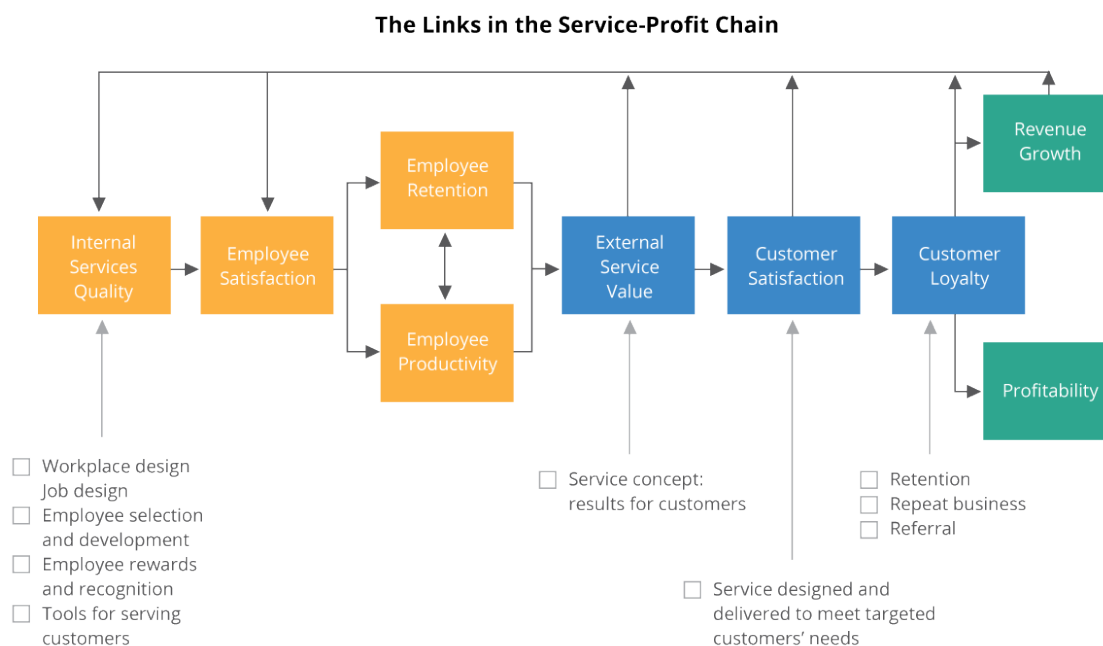 The Links in the Service-Profit Chain
Revenue
Growth
Employee
Retention
Internal
Services
Quality
Employee
Satisfaction
External
Service
Value
Customer
Satisfaction
Customer
Loyalty
Employee
Productivity
Profitability
Workplace design
Job design
Employee selection
and development
Employee rewards
and recognition
Tools for serving
customers
Service concept:
results for customers
Retention
Repeat business
Referral
Service designed and
delivered to meet targeted
customers’ needs